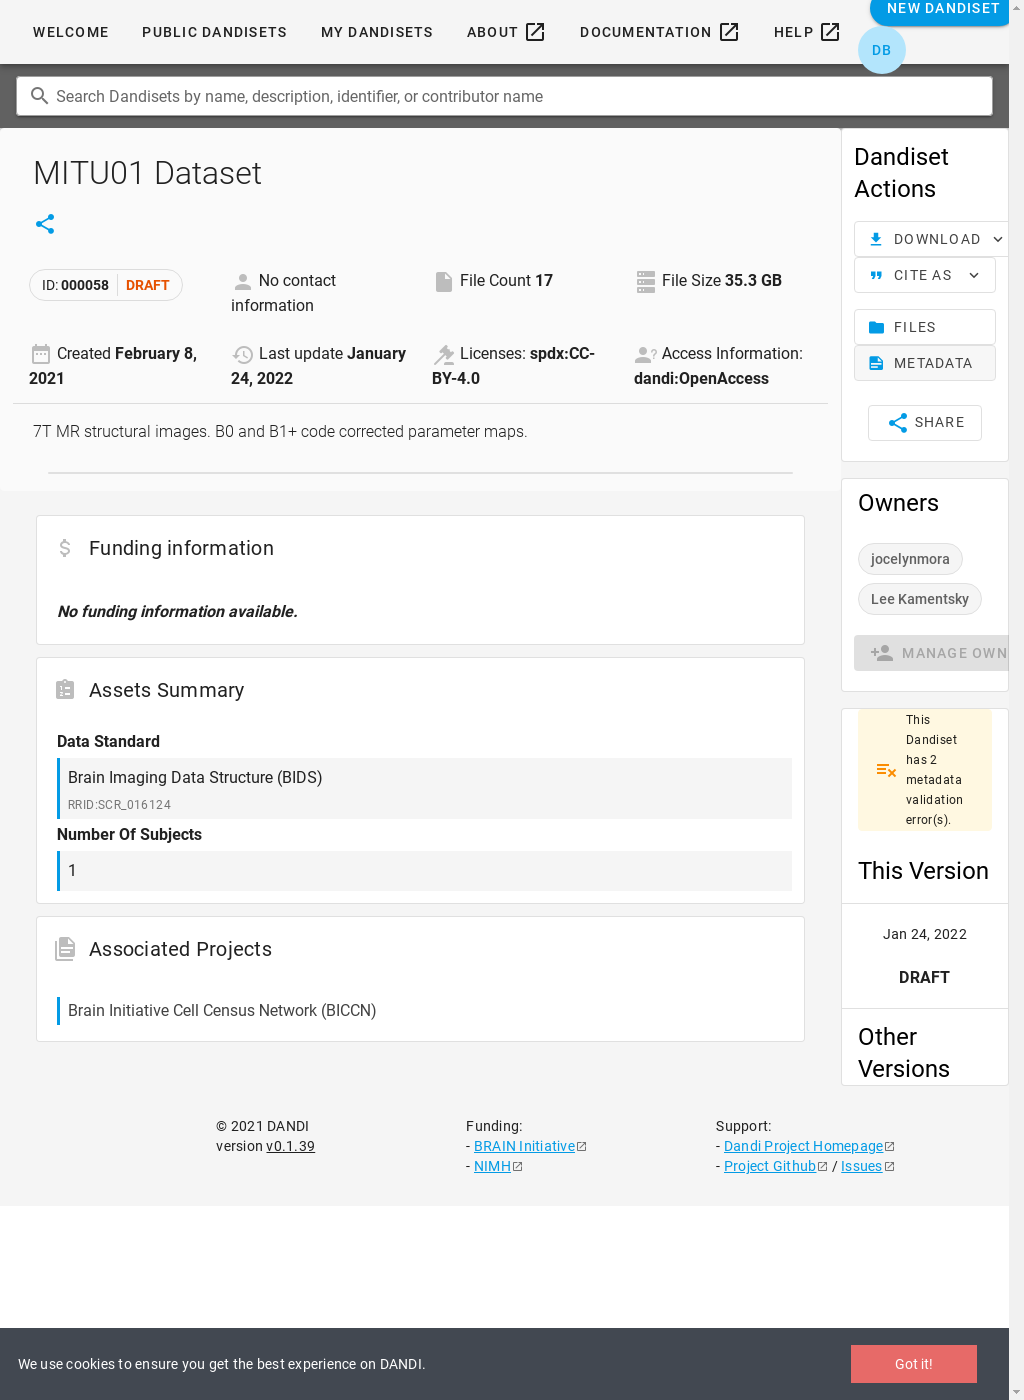 WELCOME PUBLIC DANDISETS MY DANDISETS ABOUT DOCUMENTATION HELP NEW DANDISET
DB
Search Dandisets by name, description, identifier, or contributor name
MITU01 Dataset
ID: 000058 DRAFT
No contact
information
File Count 17
File Size 35.3 GB
Created February 8,
2021
Last update January
24, 2022
Licenses: spdx:CC-
BY-4.0
Access Information:
dandi:OpenAccess
7T MR structural images. B0 and B1+ code corrected parameter maps.
Funding information
No funding information available.
Assets Summary
Data Standard
Brain Imaging Data Structure (BIDS)
RRID:SCR_016124
Number Of Subjects
1
Associated Projects
Brain Initiative Cell Census Network (BICCN)
Dandiset
Actions
DOWNLOAD
CITE AS
FILES
METADATA
SHARE
Owners
jocelynmora
Lee Kamentsky
MANAGE OWN
This
Dandiset
has 2
metadata
validation
error(s).
This Version
Jan 24, 2022
DRAFT
Other
Versions
© 2021 DANDI
version v0.1.39
Funding:
- BRAIN Initiative
- NIMH
Support:
- Dandi Project Homepage
- Project Github / Issues
We use cookies to ensure you get the best experience on DANDI.
Got it!